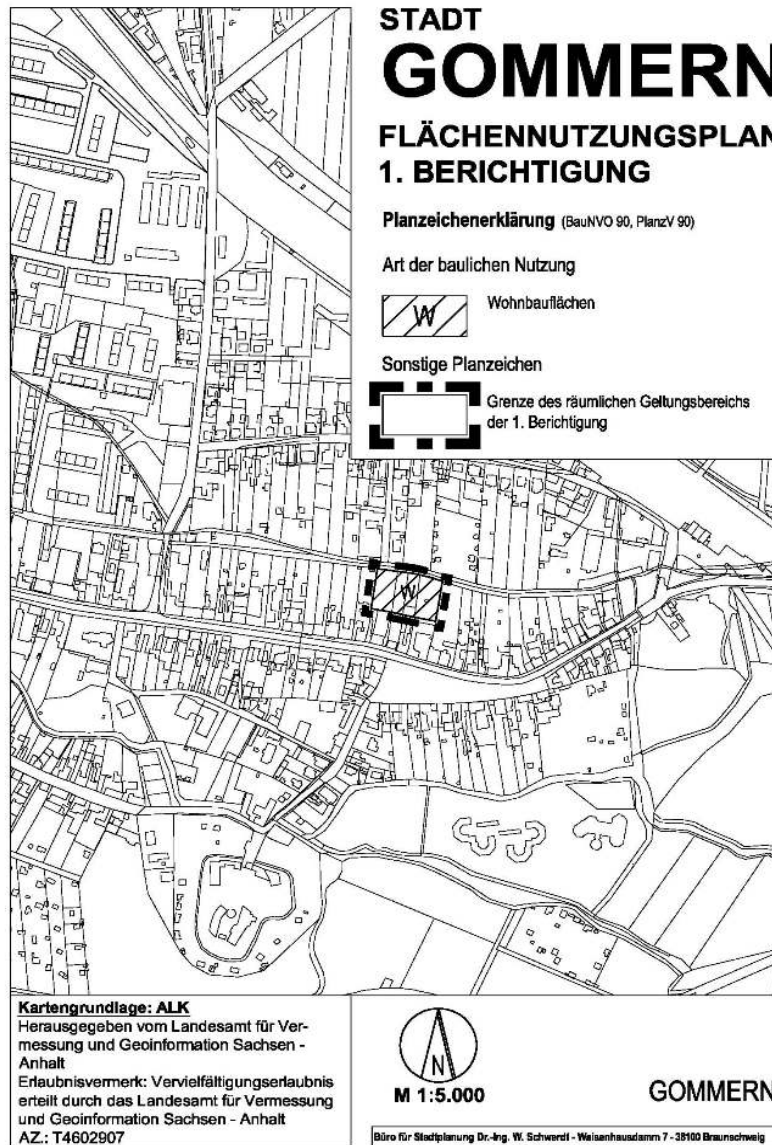 STADT
GOMMERN
FLÄCHENNUTZUNGSPLAN
1. BERICHTIGUNG
Planzeichenerklärung (BauNVO 90, PlanzV 90)
Art der baulichen Nutzung
W
Wohnbauflächen
Sonstige Planzeichen
Grenze des räumlichen Geltungsbereichs
der 1. Berichtigung
W
Kartengrundlage: ALK
Herausgegeben vom Landesamt für Ver-
messung und Geoinformation Sachsen -
Anhalt
Erlaubnisvermerk: Vervielfältigungserlaubnis
erteilt durch das Landesamt für Vermessung
und Geoinformation Sachsen - Anhalt
AZ.: T4602907
N
M 1:5.000
GOMMERN
Büro für Stadtplanung Dr.-Ing. W. Schwerdt - Waisenhausdamm 7 - 38100 Braunschweig